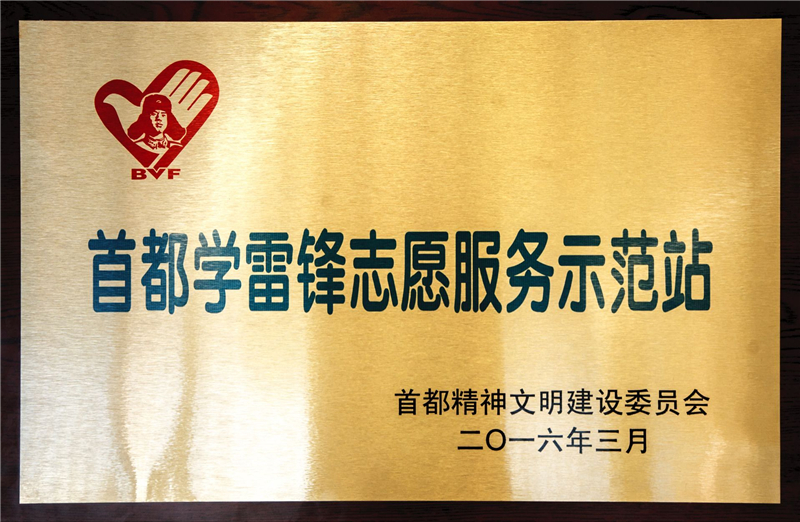 BVF
首都学雷锋志愿服务示范站
首都精神文明建设委员会
二〇一六年三月